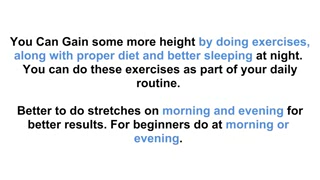 You Can Gain some more height by doing exercises,
along with proper diet and better sleeping at night.
You can do these exercises as part of your daily
routine.
Better to do stretches on morning and evening for
better results. For beginners do at morning or
evening.